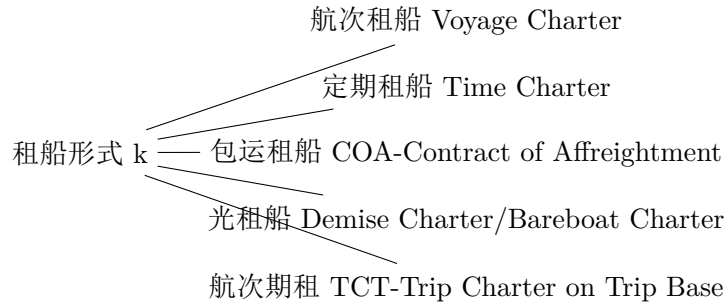 航次租船 Voyage Charter
定期租船 Time Charter
租船形式 k
包运租船 COA-Contract of Affreightment
光租船 Demise Charter/Bareboat Charter
航次期租 TCT-Trip Charter on Trip Base